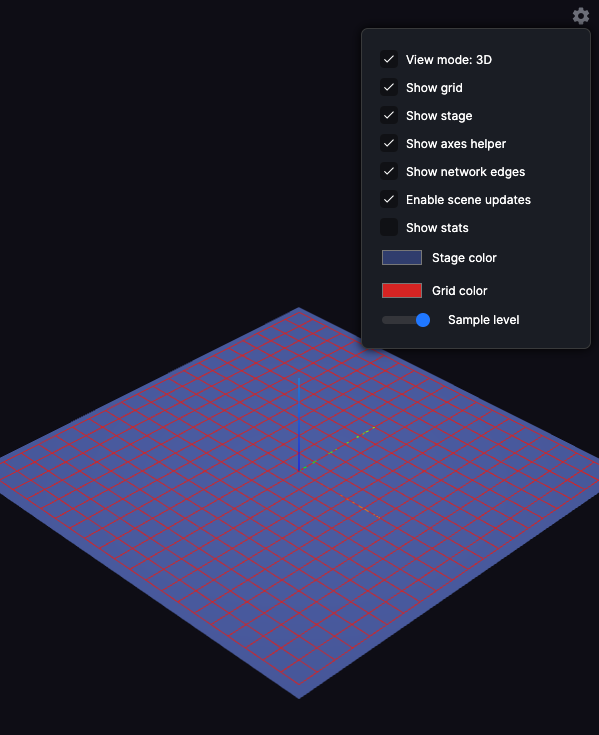 View mode: 3D
Show grid
Show stage
Show axes helper
Show network edges
Enable scene updates
Show stats
Stage color
Grid color
Sample level